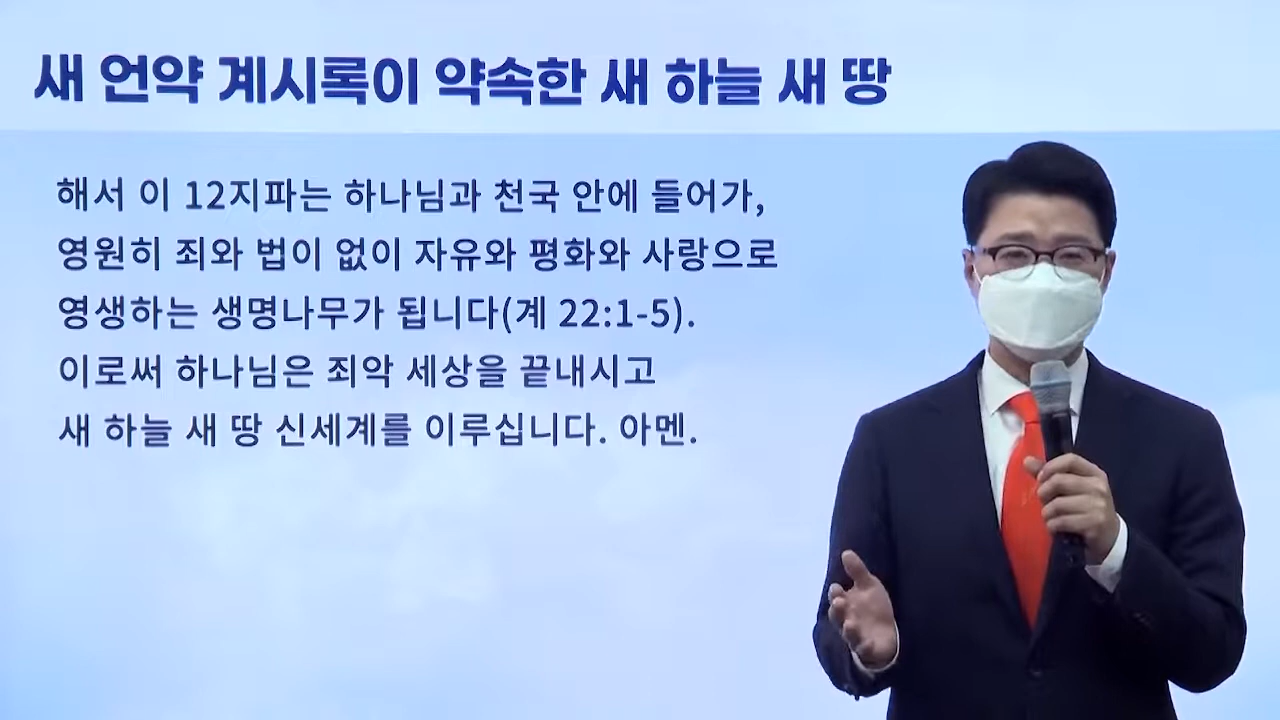 새 언약 계시록이 약속한 새 하늘 새 땅
해서 이 12지파는 하나님과 천국 안에 들어가,
영원히 죄와 법이 없이 자유와 평화와 사랑으로
영생하는 생명나무가 됩니다(계 22:1-5).
이로써 하나님은 죄악 세상을 끝내시고
새 하늘 새 땅 신세계를 이루십니다. 아멘.